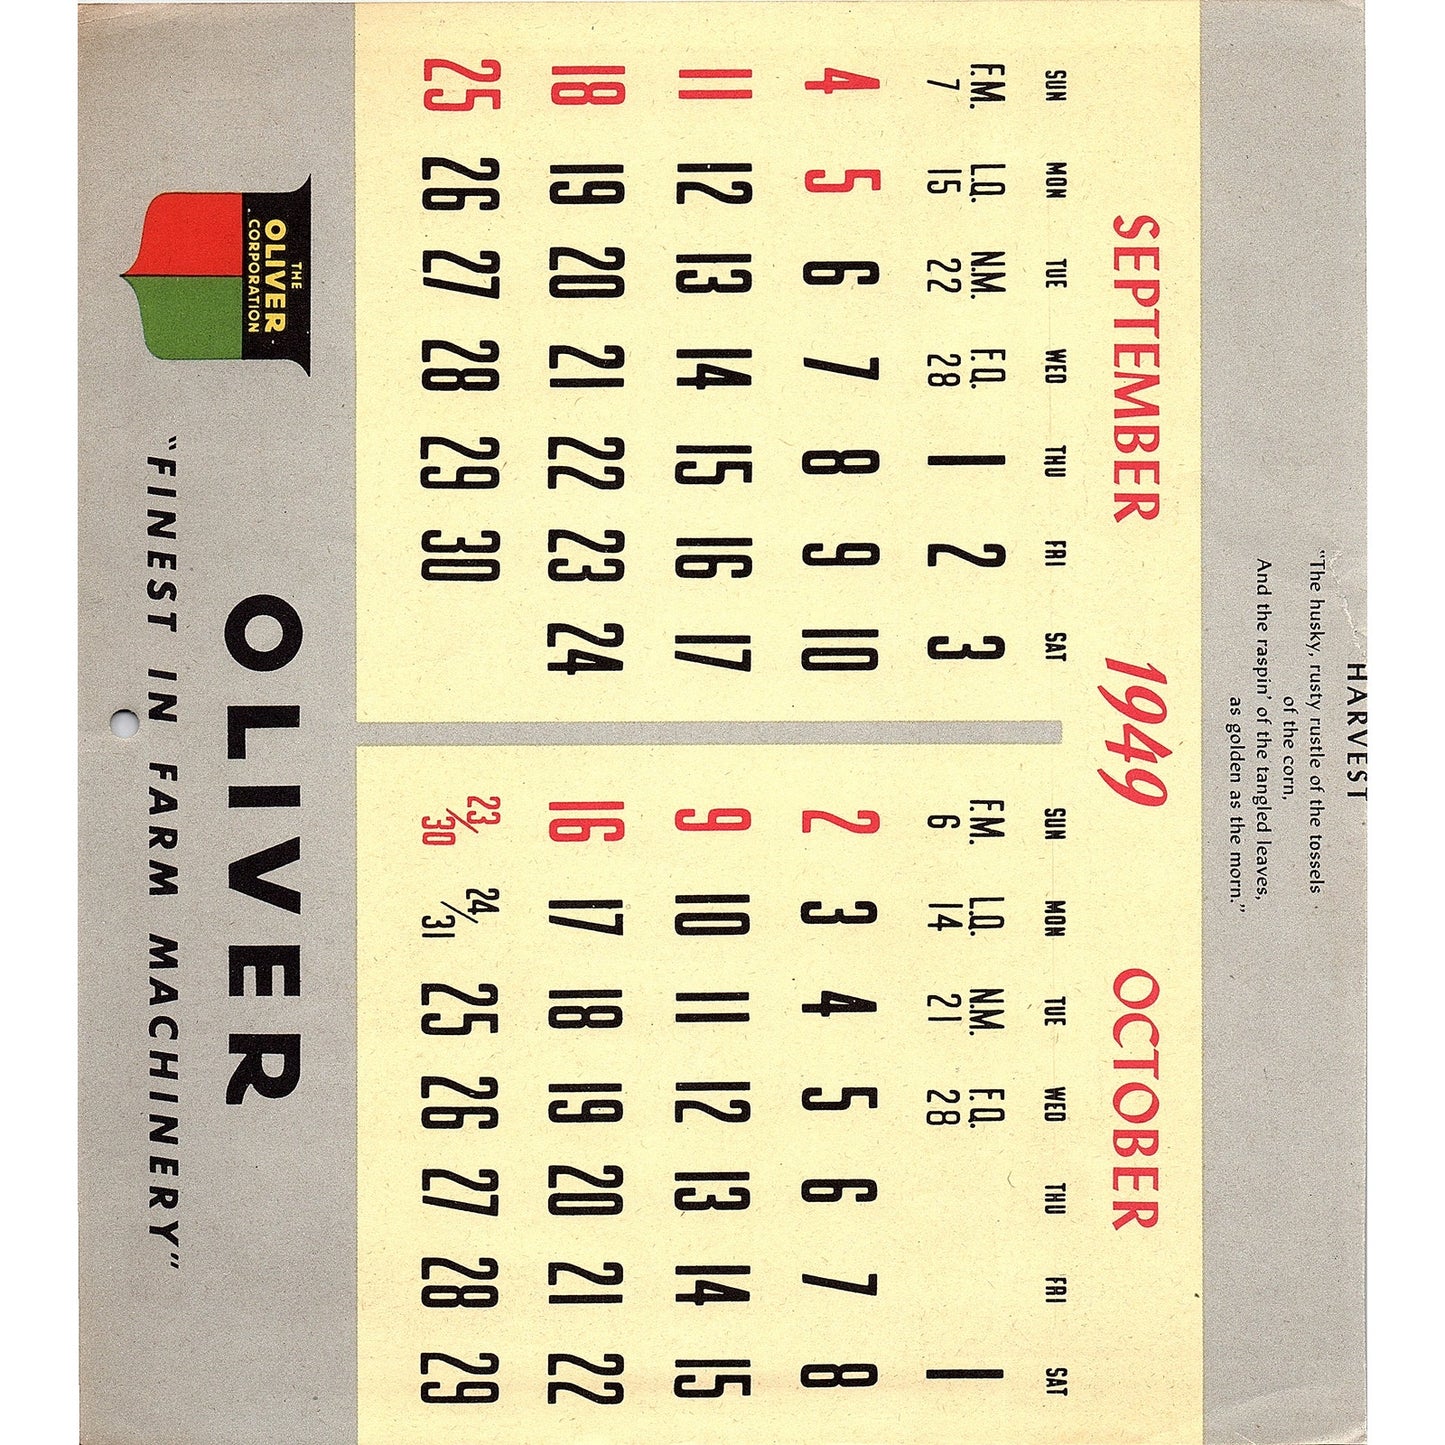 HARVEST
"The husky, rusty rustle of the tossels
of the corn,
And the raspin' of the tangled leaves,
as golden as the morn."
SEPTEMBER 1949 OCTOBER
SUN MON TUE WED THU FRI SAT
F.M. 7 L.Q. 15 N.M. 22 F.Q. 28 1 2 3
4 5 6 7 8 9 10
11 12 13 14 15 16 17
18 19 20 21 22 23 24
25 26 27 28 29 30
SUN MON TUE WED THU FRI SAT
F.M. 6 L.Q. 14 N.M. 21 F.Q. 28 1
2 3 4 5 6 7 8
9 10 11 12 13 14 15
16 17 18 19 20 21 22
23/30 24/31 25 26 27 28 29
THE
OLIVER
CORPORATION
OLIVER
"FINEST IN FARM MACHINERY"